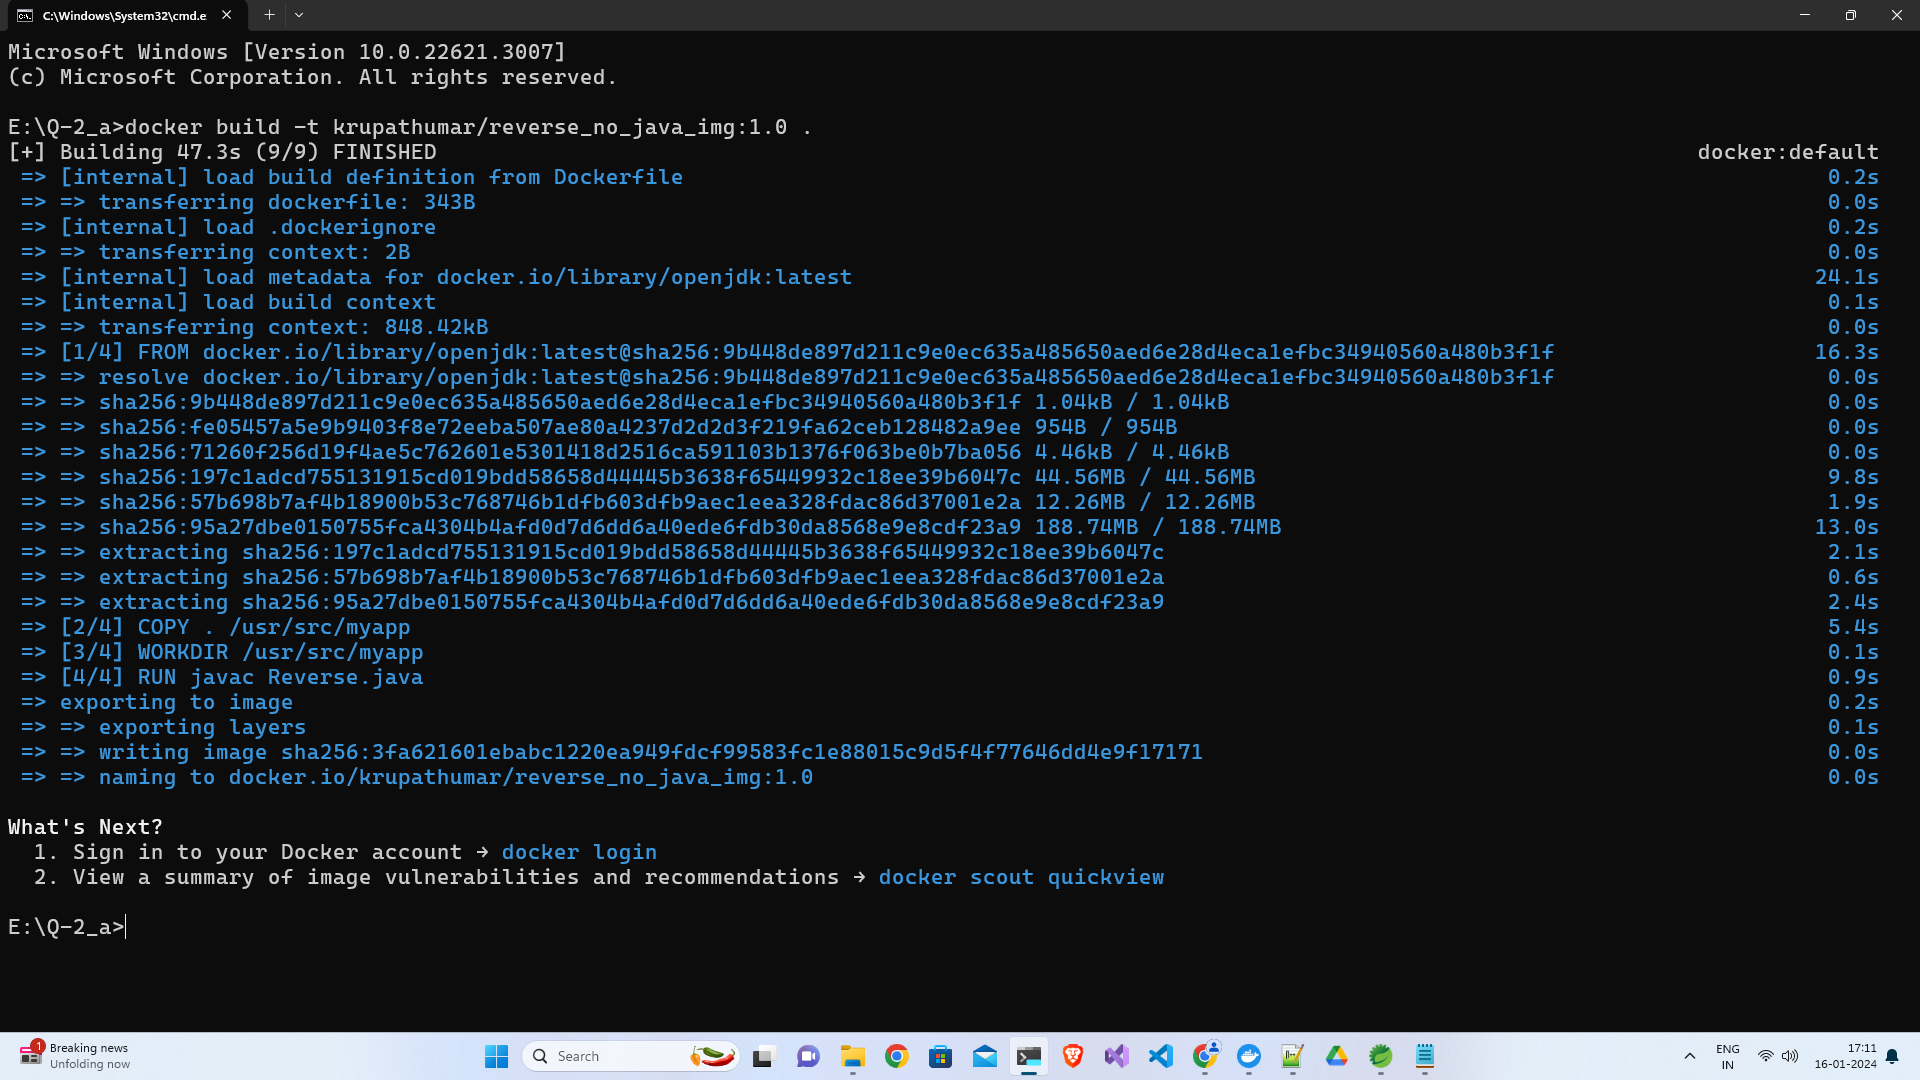 C:\Windows\System32\cmd.e
Microsoft Windows [Version 10.0.22621.3007]
(c) Microsoft Corporation. All rights reserved.
E:\Q-2_a>docker build -t krupathumar/reverse_no_java_img:1.0 .
[+] Building 47.3s (9/9) FINISHED docker:default
=> [internal] load build definition from Dockerfile 0.2s
=> => transferring dockerfile: 343B 0.0s
=> [internal] load .dockerignore 0.2s
=> => transferring context: 2B 0.0s
=> [internal] load metadata for docker.io/library/openjdk:latest 24.1s
=> [internal] load build context 0.1s
=> => transferring context: 848.42kB 0.0s
=> [1/4] FROM docker.io/library/openjdk:latest@sha256:9b448de897d211c9e0ec635a485650aed6e28d4eca1efbc34940560a480b3f1f 16.3s
=> => resolve docker.io/library/openjdk:latest@sha256:9b448de897d211c9e0ec635a485650aed6e28d4eca1efbc34940560a480b3f1f 0.0s
=> => sha256:9b448de897d211c9e0ec635a485650aed6e28d4eca1efbc34940560a480b3f1f 1.04kB / 1.04kB 0.0s
=> => sha256:fe05457a5e9b9403f8e72eeba507ae80a4237d2d2d3f219fa62ceb128482a9ee 954B / 954B 0.0s
=> => sha256:71260f256d19f4ae5c762601e5301418d2516ca591103b1376f063be0b7ba056 4.46kB / 4.46kB 0.0s
=> => sha256:197c1adcd755131915cd019bdd58658d44445b3638f65449932c18ee39b6047c 44.56MB / 44.56MB 9.8s
=> => sha256:57b698b7af4b18900b53c768746b1dfb603dfb9aec1eea328fdac86d37001e2a 12.26MB / 12.26MB 1.9s
=> => sha256:95a27dbe0150755fca4304b4afd0d7d6dd6a40ede6fdb30da8568e9e8cdf23a9 188.74MB / 188.74MB 13.0s
=> => extracting sha256:197c1adcd755131915cd019bdd58658d44445b3638f65449932c18ee39b6047c 2.1s
=> => extracting sha256:57b698b7af4b18900b53c768746b1dfb603dfb9aec1eea328fdac86d37001e2a 0.6s
=> => extracting sha256:95a27dbe0150755fca4304b4afd0d7d6dd6a40ede6fdb30da8568e9e8cdf23a9 2.4s
=> [2/4] COPY . /usr/src/myapp 5.4s
=> [3/4] WORKDIR /usr/src/myapp 0.1s
=> [4/4] RUN javac Reverse.java 0.9s
=> exporting to image 0.2s
=> => exporting layers 0.1s
=> => writing image sha256:3fa621601ebabc1220ea949fdcf99583fc1e88015c9d5f4f77646dd4e9f17171 0.0s
=> => naming to docker.io/krupathumar/reverse_no_java_img:1.0 0.0s
What's Next?
1. Sign in to your Docker account → docker login
2. View a summary of image vulnerabilities and recommendations → docker scout quickview
E:\Q-2_a>
1 Breaking news
Unfolding now
Search
ENG
IN
17:11
16-01-2024